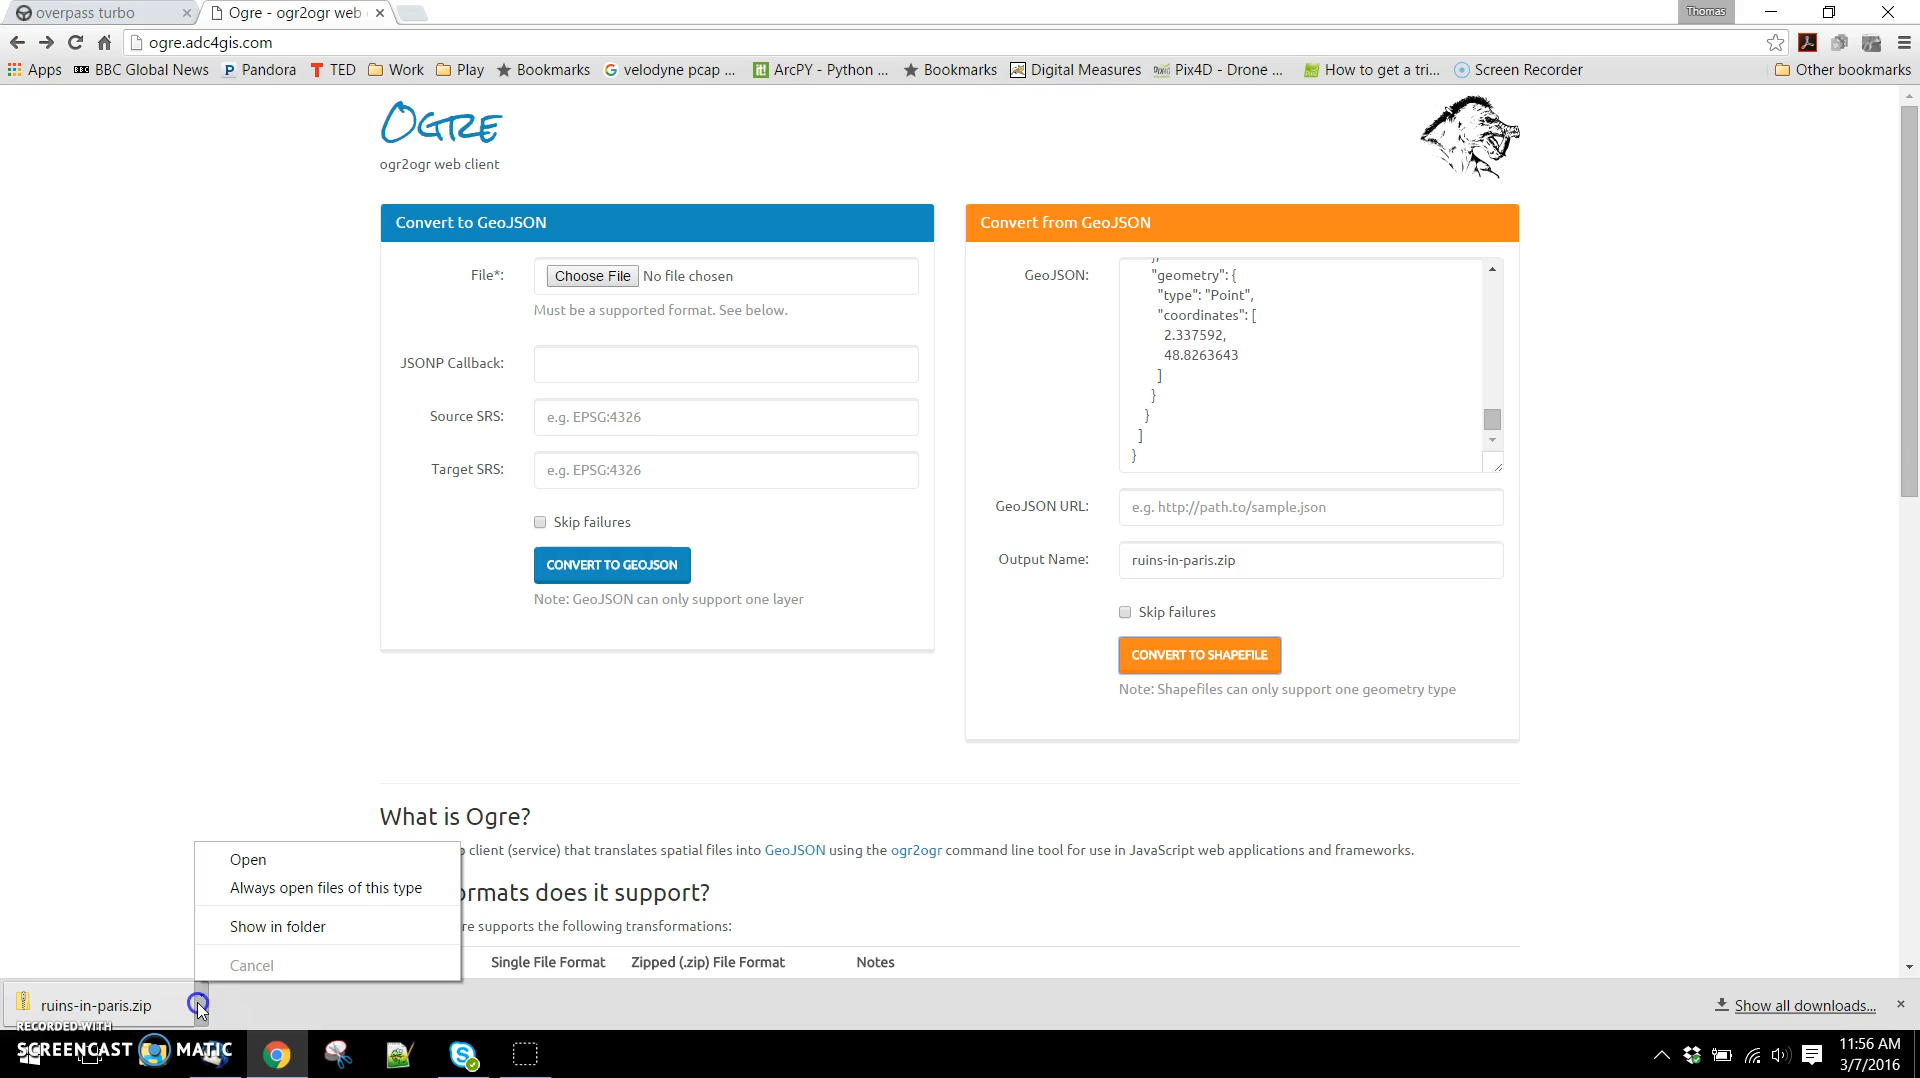 overpass turbo
Ogre - ogr2ogr web
Thomas
ogre.adc4gis.com
Apps
BBC Global News
Pandora
TED
Work
Play
Bookmarks
velodyne pcap ...
ArcPY - Python ...
Bookmarks
Digital Measures
Pix4D - Drone ...
How to get a tri...
Screen Recorder
Other bookmarks
OGRE
ogr2ogr web client
Convert to GeoJSON
File*:
Choose File No file chosen
Must be a supported format. See below.
JSONP Callback:
Source SRS:
e.g. EPSG:4326
Target SRS:
e.g. EPSG:4326
Skip failures
CONVERT TO GEOJSON
Note: GeoJSON can only support one layer
Convert from GeoJSON
GeoJSON:
},
"geometry": {
"type": "Point",
"coordinates": [
2.337592,
48.8263643
]
}
}
]
}
GeoJSON URL:
e.g. http://path.to/sample.json
Output Name:
ruins-in-paris.zip
Skip failures
CONVERT TO SHAPEFILE
Note: Shapefiles can only support one geometry type
What is Ogre?
client (service) that translates spatial files into GeoJSON using the ogr2ogr command line tool for use in JavaScript web applications and frameworks.
ormats does it support?
re supports the following transformations:
Single File Format
Zipped (.zip) File Format
Notes
Open
Always open files of this type
Show in folder
Cancel
ruins-in-paris.zip
Show all downloads...
RECORDED WITH
SCREENCAST MATIC
11:56 AM
3/7/2016